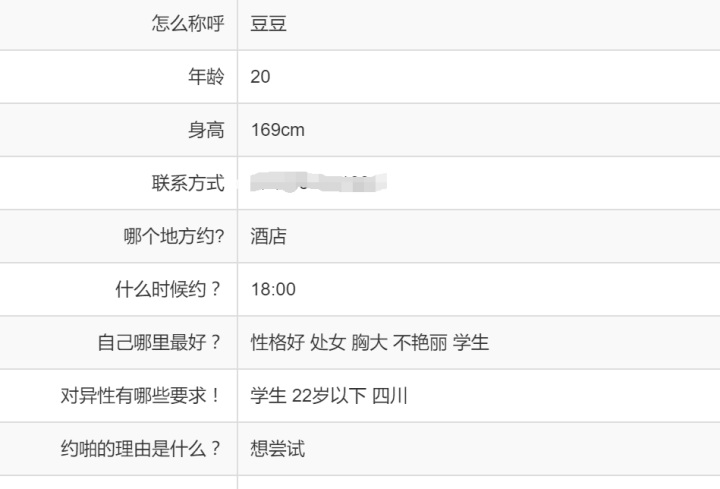 怎么称呼 豆豆
年龄 20
身高 169cm
联系方式
哪个地方约? 酒店
什么时候约？ 18:00
自己哪里最好？ 性格好 处女 胸大 不艳丽 学生
对异性有哪些要求！ 学生 22岁以下 四川
约啪的理由是什么？ 想尝试